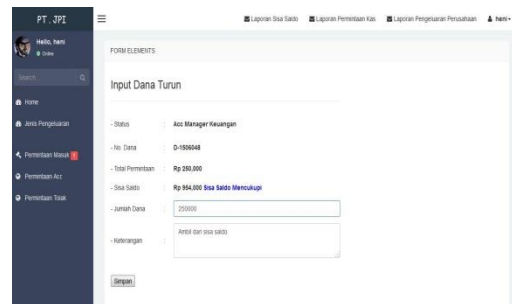 PT. JPI
Laporan Sisa Saldo
Laporan Permintaan Kas
Laporan Pengeluaran Perusahaan
heni
Hello, heni
Online
Search...
Home
Jenis Pengeluaran
Permintaan Masuk
Permintaan Acc
Permintaan Tolak
FORM ELEMENTS
Input Dana Turun
- Status : Acc Manager Keuangan
- No. Dana : D-1506048
- Total Permintaan : Rp 250,000
- Sisa Saldo : Rp 954,000 Sisa Saldo Mencukupi
- Jumlah Dana : 250000
- Keterangan : Ambil dari sisa saldo
Simpan